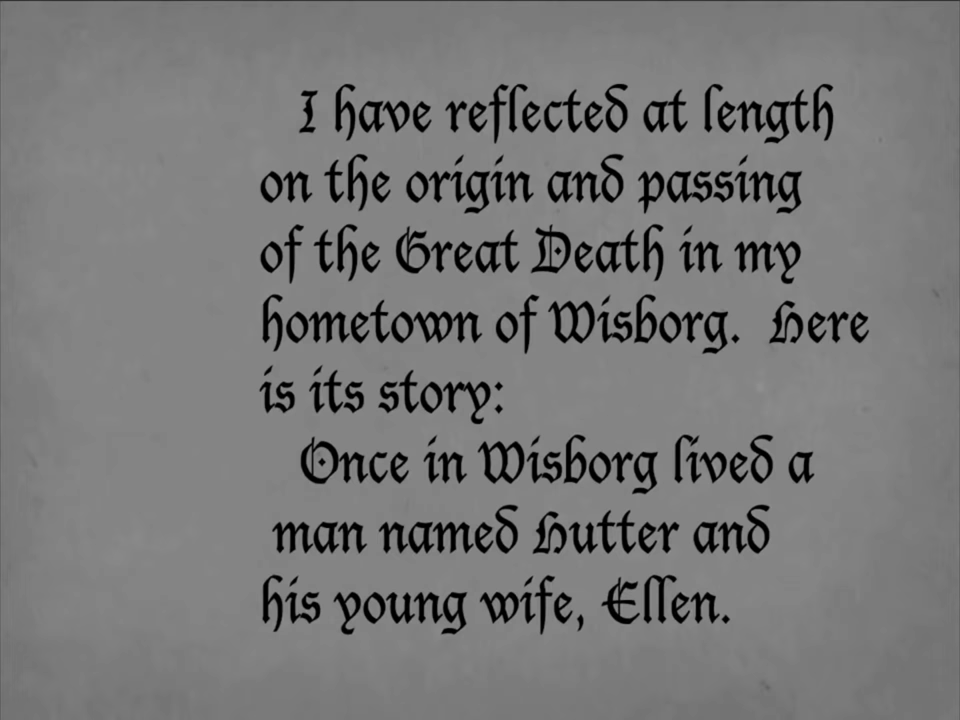 I have reflected at length
on the origin and passing
of the Great Death in my
hometown of Wisborg. Here
is its story:
Once in Wisborg lived a
man named Hutter and
his young wife, Ellen.